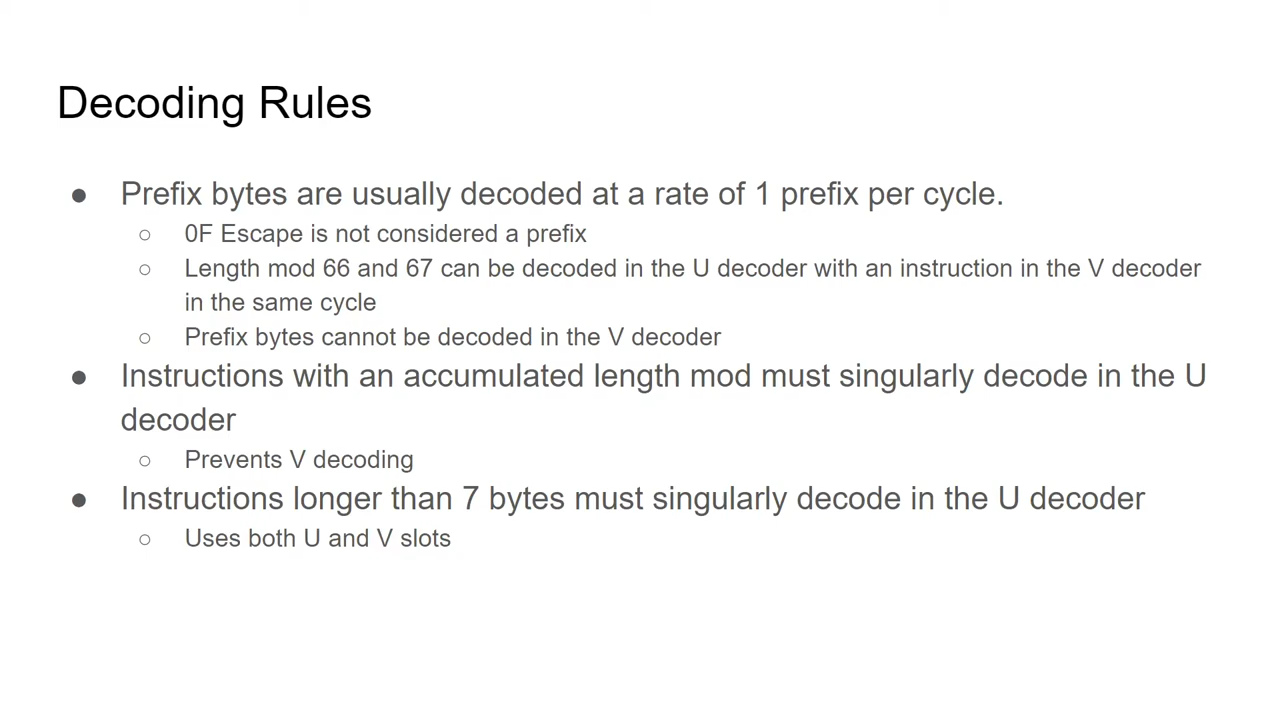 Decoding Rules
● Prefix bytes are usually decoded at a rate of 1 prefix per cycle.
○ 0F Escape is not considered a prefix
○ Length mod 66 and 67 can be decoded in the U decoder with an instruction in the V decoder
in the same cycle
○ Prefix bytes cannot be decoded in the V decoder
● Instructions with an accumulated length mod must singularly decode in the U
decoder
○ Prevents V decoding
● Instructions longer than 7 bytes must singularly decode in the U decoder
○ Uses both U and V slots